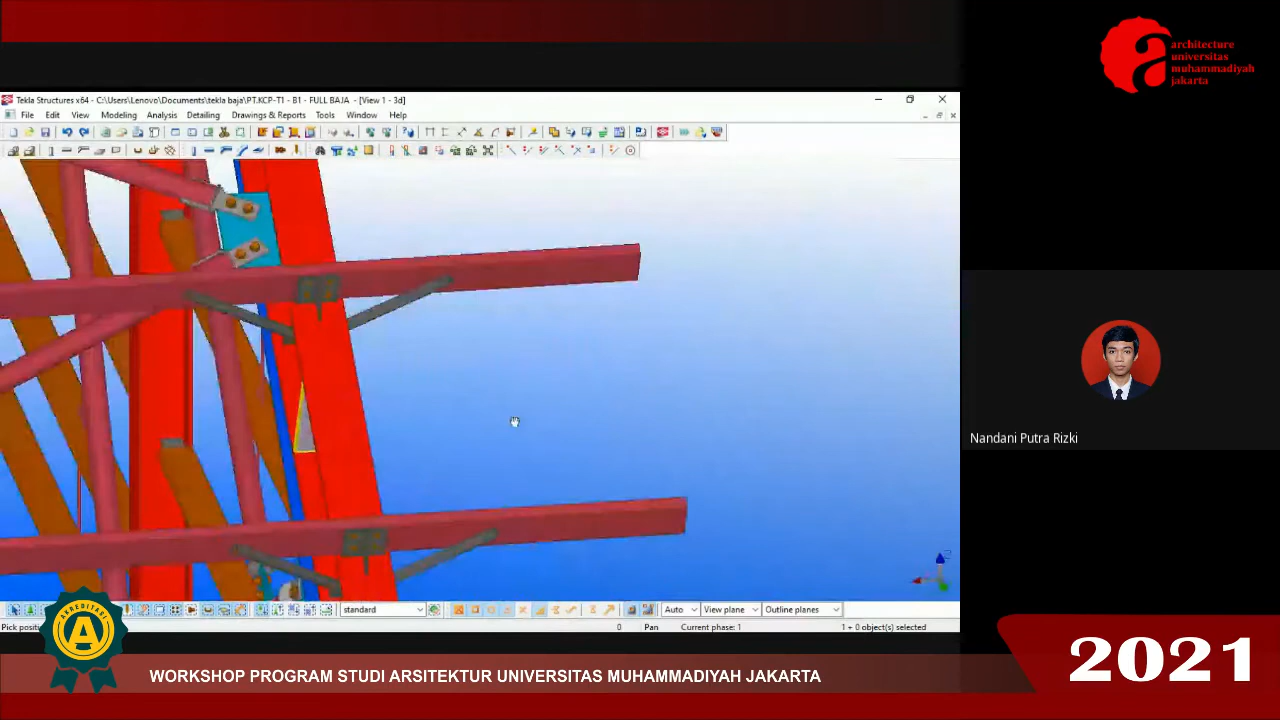 architecture
universitas
muhammadiyah
jakarta
Tekla Structures x64 - C:\Users\Lenovo\Documents\tekla baja\PT.KCP-T1 - B1 - FULL BAJA - [View 1 - 3d]
File Edit View Modeling Analysis Detailing Drawings & Reports Tools Window Help
Nandani Putra Rizki
standard
Auto
View plane
Outline planes
Pick positi
0
Pan
Current phase: 1
1 + 0 object(s) selected
AKREDITASI
A
WORKSHOP PROGRAM STUDI ARSITEKTUR UNIVERSITAS MUHAMMADIYAH JAKARTA
2021